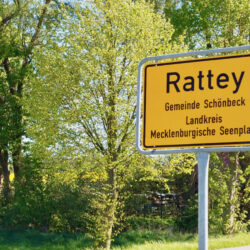 Rattey
Gemeinde Schönbeck
Landkreis
Mecklenburgische Seenpla